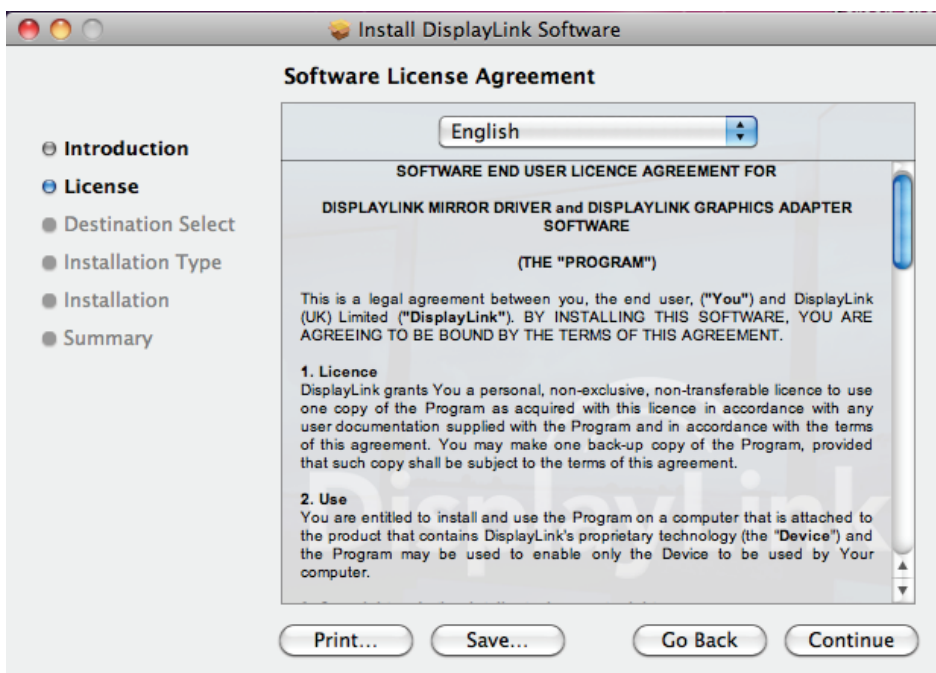 Install DisplayLink Software
Software License Agreement
Introduction
License
Destination Select
Installation Type
Installation
Summary
English
SOFTWARE END USER LICENCE AGREEMENT FOR
DISPLAYLINK MIRROR DRIVER and DISPLAYLINK GRAPHICS ADAPTER
SOFTWARE
(THE "PROGRAM")
This is a legal agreement between you, the end user, ("You") and DisplayLink
(UK) Limited ("DisplayLink"). BY INSTALLING THIS SOFTWARE, YOU ARE
AGREEING TO BE BOUND BY THE TERMS OF THIS AGREEMENT.
1. Licence
DisplayLink grants You a personal, non-exclusive, non-transferable licence to use
one copy of the Program as acquired with this licence in accordance with any
user documentation supplied with the Program and in accordance with the terms
of this agreement. You may make one back-up copy of the Program, provided
that such copy shall be subject to the terms of this agreement.
2. Use
You are entitled to install and use the Program on a computer that is attached to
the product that contains DisplayLink's proprietary technology (the "Device") and
the Program may be used to enable only the Device to be used by Your
computer.
DisplayLink
Print...
Save...
Go Back
Continue